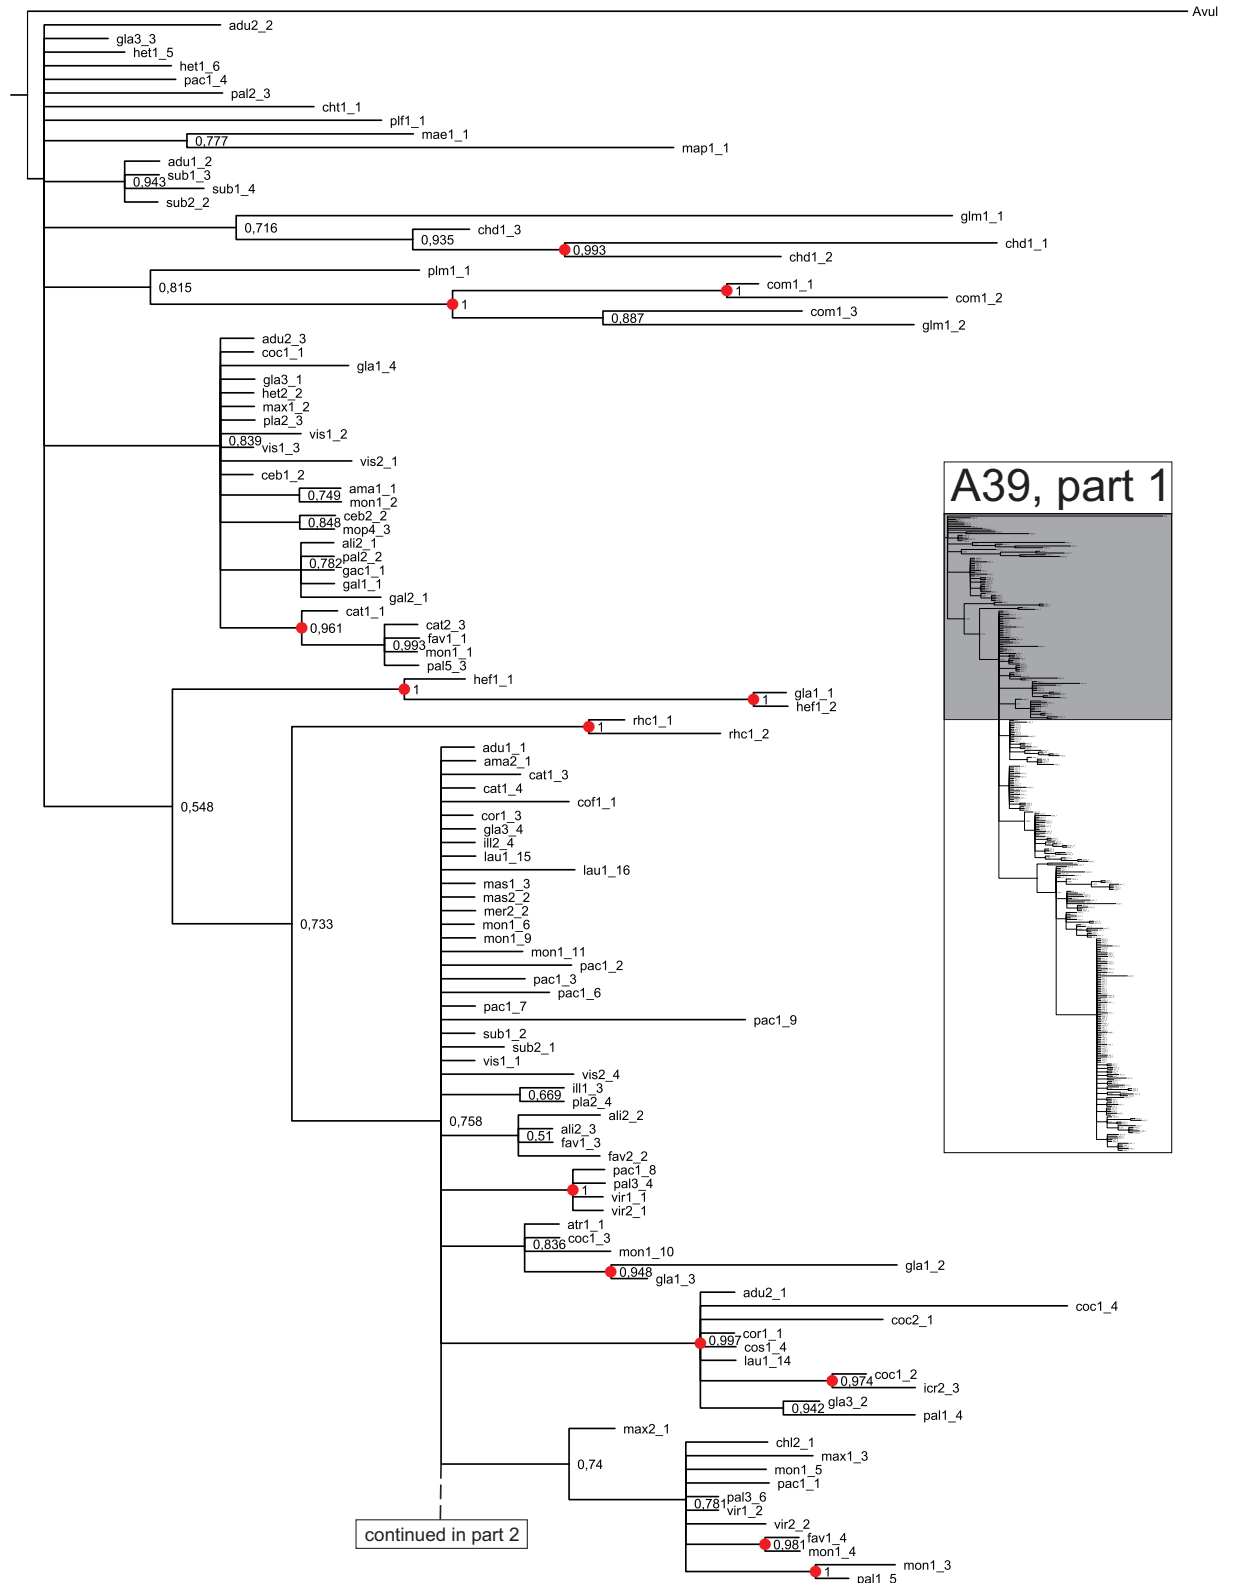 Avul
adu2_2
gla3_3
het1_5
het1_6
pac1_4
pal2_3
cht1_1
plf1_1
mae1_1
0,777
map1_1
adu1_2
sub1_3
0,943
sub1_4
sub2_2
glm1_1
0,716
chd1_3
0,935
chd1_1
0,993
chd1_2
plm1_1
0,815
com1_1
1
com1_2
1
com1_3
0,887
glm1_2
adu2_3
coc1_1
gla1_4
gla3_1
het2_2
max1_2
pla2_3
vis1_2
0,839
vis1_3
vis2_1
ceb1_2
ama1_1
0,749
mon1_2
ceb2_2
0,848
mop4_3
ali2_1
pal2_2
0,782
gac1_1
gal1_1
gal2_1
cat1_1
0,961
cat2_3
fav1_1
0,993
mon1_1
pal5_3
hef1_1
1
gla1_1
1
hef1_2
rhc1_1
1
rhc1_2
adu1_1
ama2_1
cat1_3
cat1_4
cof1_1
0,548
cor1_3
gla3_4
ill2_4
lau1_15
lau1_16
mas1_3
mas2_2
mer2_2
0,733
mon1_6
mon1_9
mon1_11
pac1_2
pac1_3
pac1_6
pac1_7
pac1_9
sub1_2
sub2_1
vis1_1
vis2_4
ill1_3
0,669
pla2_4
0,758
ali2_2
ali2_3
0,51
fav1_3
fav2_2
pac1_8
pal3_4
1
vir1_1
vir2_1
atr1_1
coc1_3
0,836
mon1_10
gla1_2
0,948
gla1_3
adu2_1
coc1_4
coc2_1
cor1_1
0,997
cos1_4
lau1_14
coc1_2
0,974
icr2_3
gla3_2
0,942
pal1_4
max2_1
0,74
chl2_1
max1_3
mon1_5
pac1_1
pal3_6
0,781
vir1_2
vir2_2
fav1_4
0,981
mon1_4
mon1_3
1
pal1_5
continued in part 2
A39, part 1